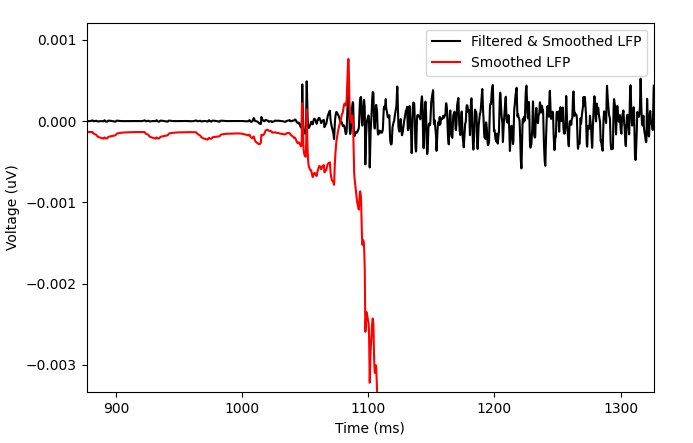 0.001
0.000
−0.001
−0.002
−0.003
Voltage (uV)
Filtered & Smoothed LFP
Smoothed LFP
900
1000
1100
1200
1300
Time (ms)